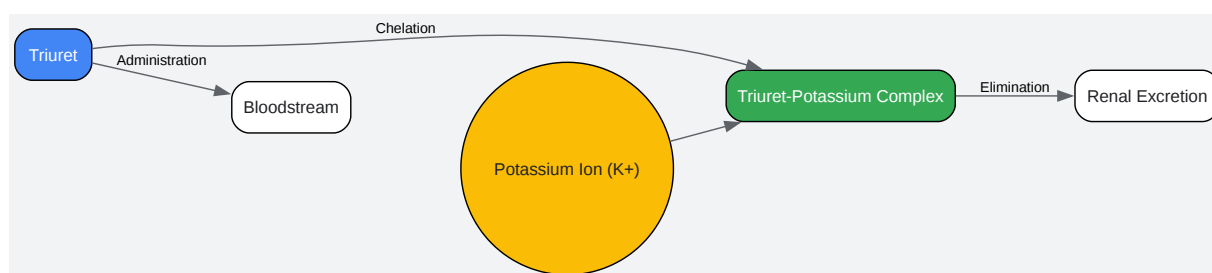 Chelation
Triuret
Administration
Bloodstream
Potassium Ion (K+)
Triuret-Potassium Complex
Elimination
Renal Excretion